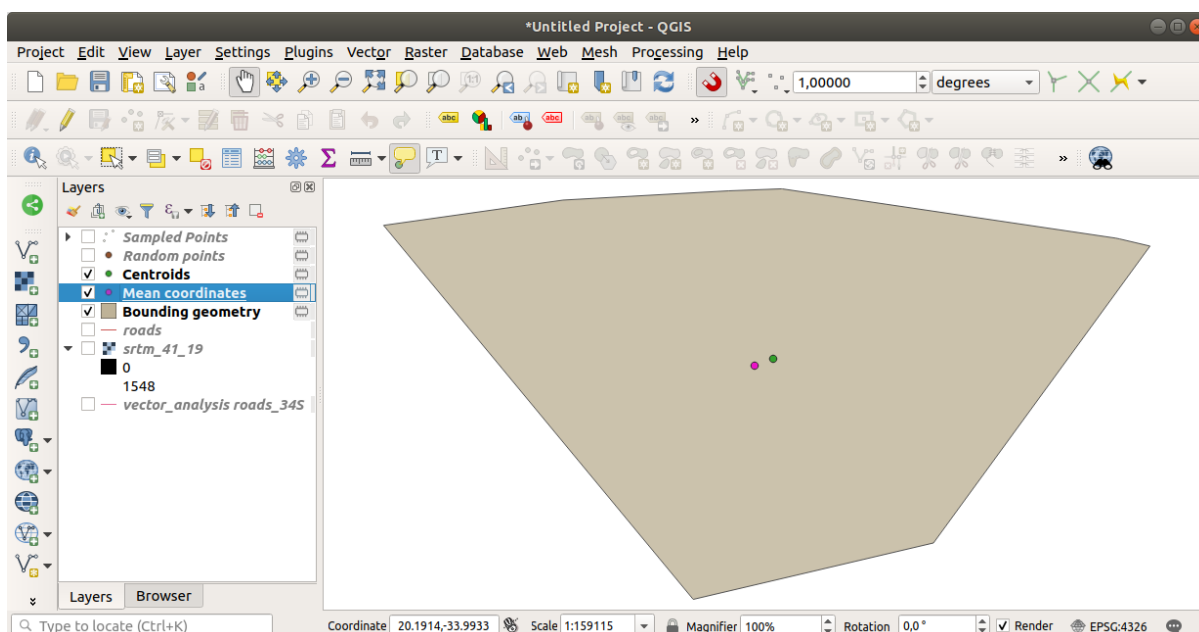 *Untitled Project - QGIS
Project Edit View Layer Settings Plugins Vector Raster Database Web Mesh Processing Help
1,00000 degrees
abc ab abc
T
Layers
Sampled Points
Random points
Centroids
Mean coordinates
Bounding geometry
roads
srtm_41_19
0
1548
vector_analysis roads_34S
Layers Browser
Type to locate (Ctrl+K) Coordinate 20.1914,-33.9933 Scale 1:159115 Magnifier 100% Rotation 0,0 ° Render EPSG:4326